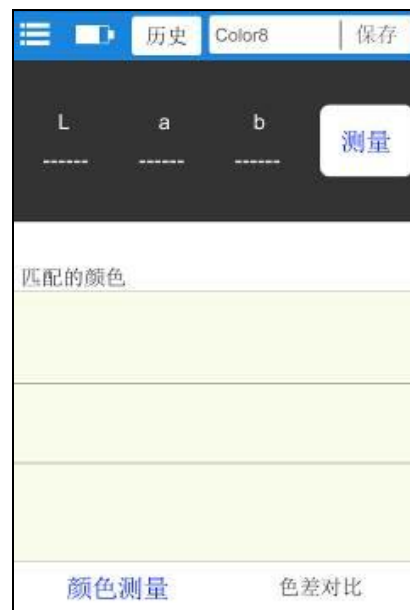 历史 Color8 保存
L a b
------ ------ ------
测量
匹配的颜色
颜色测量 色差对比